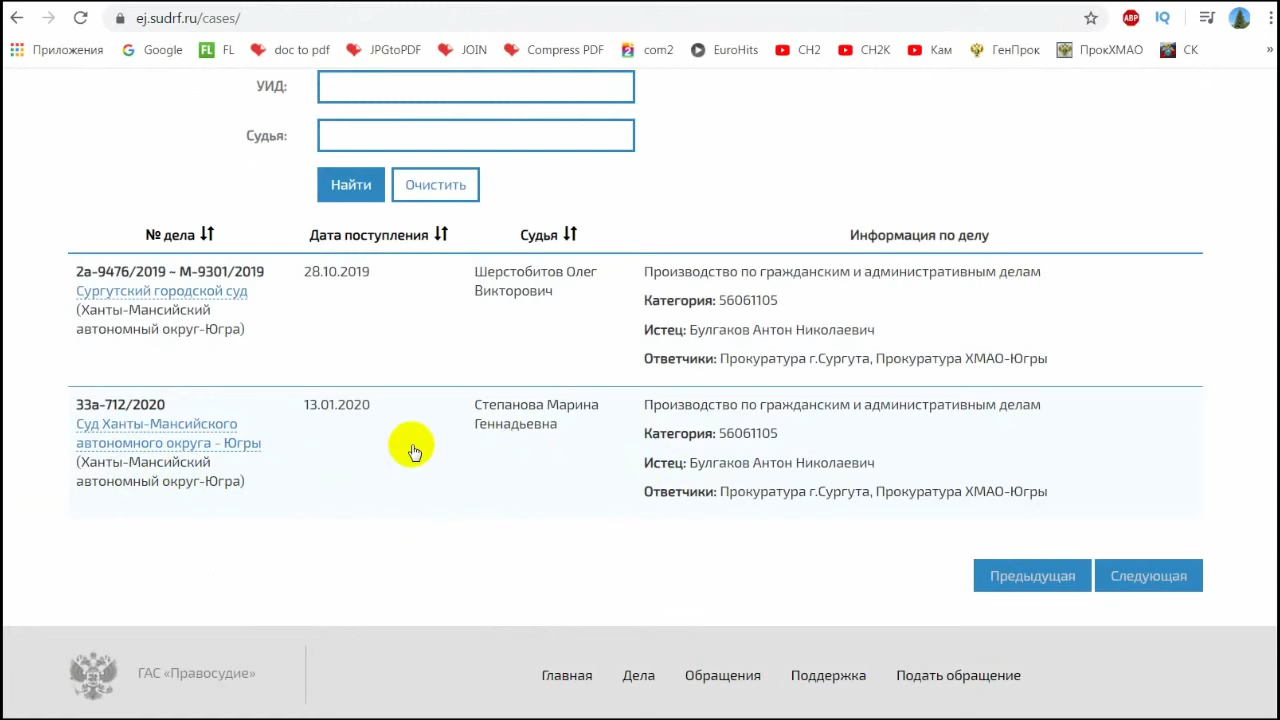 ej.sudrf.ru/cases/
ABP
IQ
Приложения
Google
FL
FL
doc to pdf
JPGtoPDF
JOIN
Compress PDF
2
com2
EuroHits
CH2
CH2X
Кам
ГенПрок
ПрокХМАО
СК
»
УИД:
Судья:
Найти
Очистить
№ дела
Дата поступления
Судья
Информация по делу
2а-9476/2019 ~ М-9301/2019
Сургутский городской суд
(Ханты-Мансийский
автономный округ-Югра)
28.10.2019
Шерстобитов Олег
Викторович
Производство по гражданским и административным делам
Категория: 56061105
Истец: Булгаков Антон Николаевич
Ответчики: Прокуратура г.Сургута, Прокуратура ХМАО-Югры
33а-712/2020
Суд Ханты-Мансийского
автономного округа - Югры
(Ханты-Мансийский
автономный округ-Югра)
13.01.2020
Степанова Марина
Геннадьевна
Производство по гражданским и административным делам
Категория: 56061105
Истец: Булгаков Антон Николаевич
Ответчики: Прокуратура г.Сургута, Прокуратура ХМАО-Югры
Предыдущая
Следующая
ГАС «Правосудие»
Главная
Дела
Обращения
Поддержка
Подать обращение